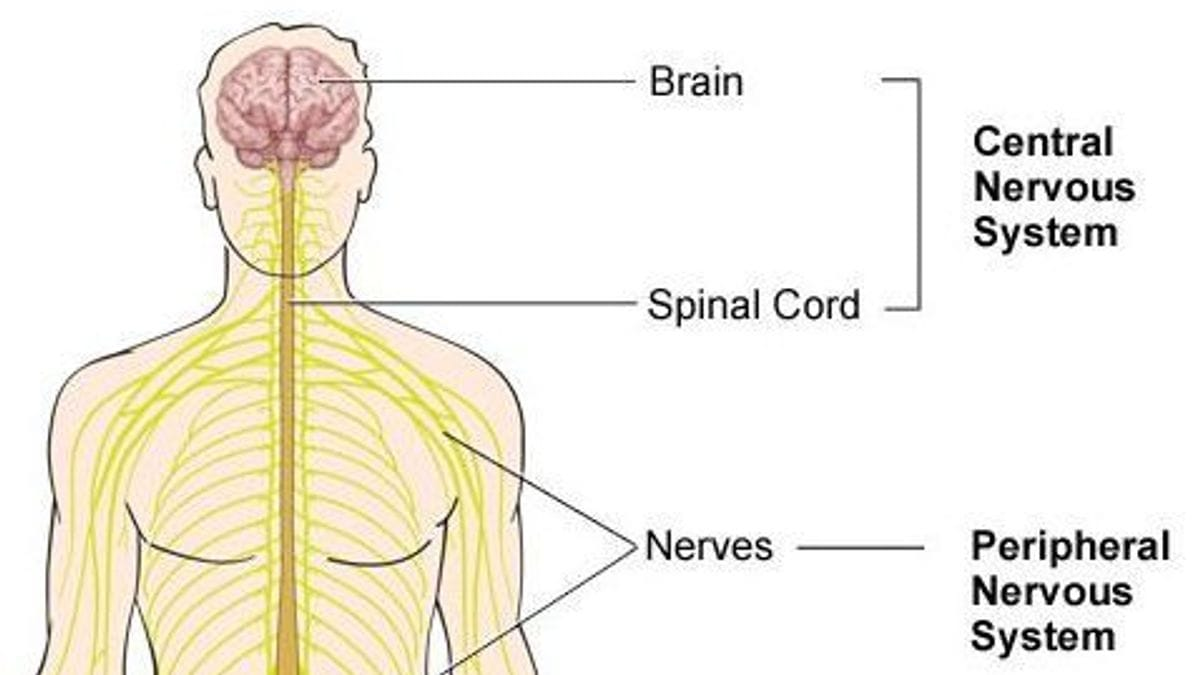 Brain
Central
Nervous
System
Spinal Cord
Nerves
Peripheral
Nervous
System